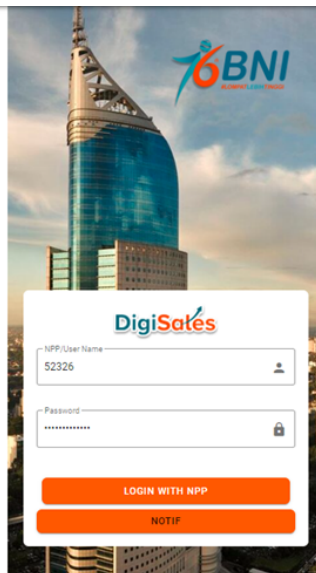 76BNI
DigiSales
NPP/User Name
52326
Password
•••••••••••••
LOGIN WITH NPP
NOTIF